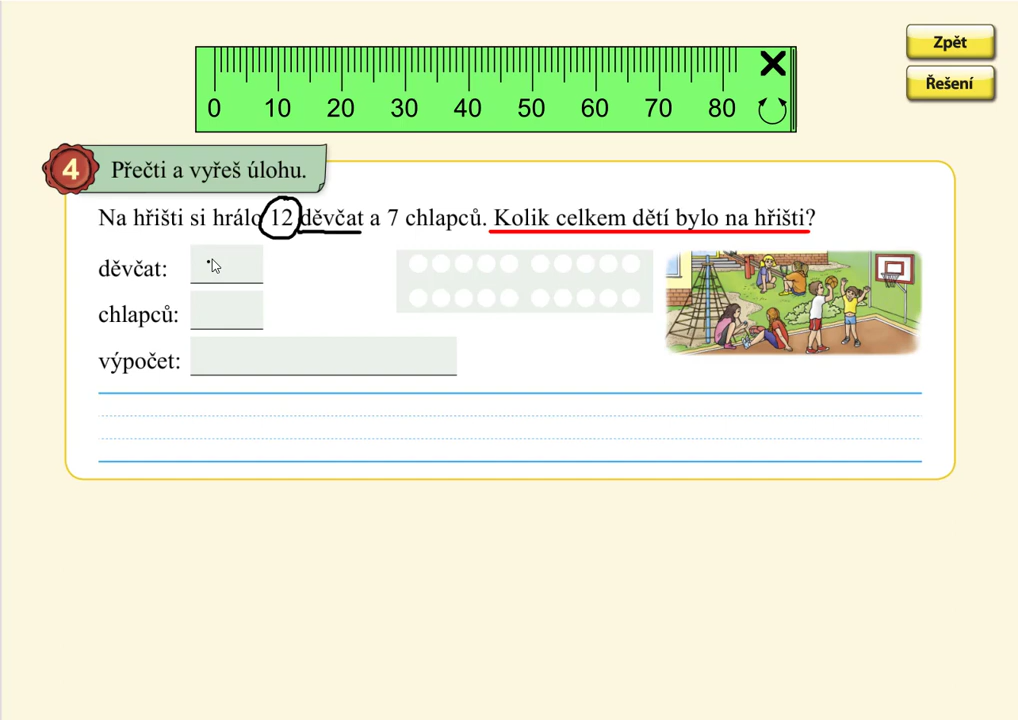 Zpět
Řešení
0 10 20 30 40 50 60 70 80
4 Přečti a vyřeš úlohu.
Na hřišti si hrálo 12 děvčat a 7 chlapců. Kolik celkem dětí bylo na hřišti?
děvčat:
chlapců:
výpočet: